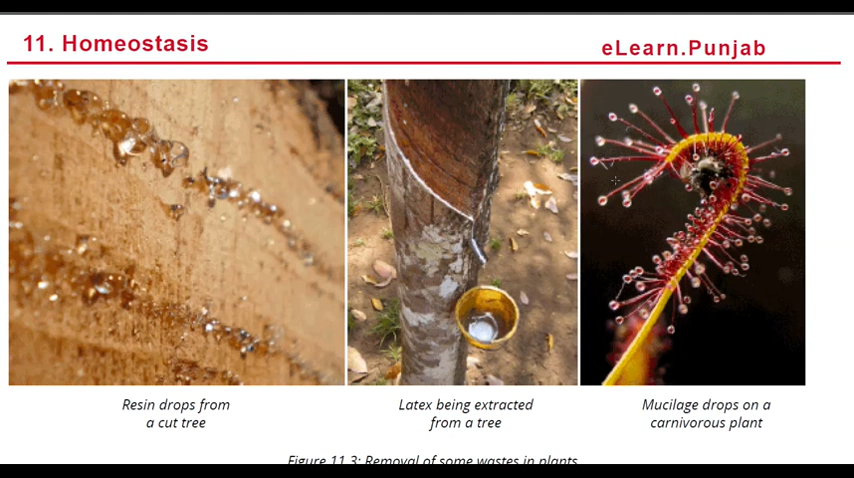 11. Homeostasis
eLearn.Punjab
Resin drops from
a cut tree
Latex being extracted
from a tree
Mucilage drops on a
carnivorous plant
Figure 11.3: Removal of some wastes in plants